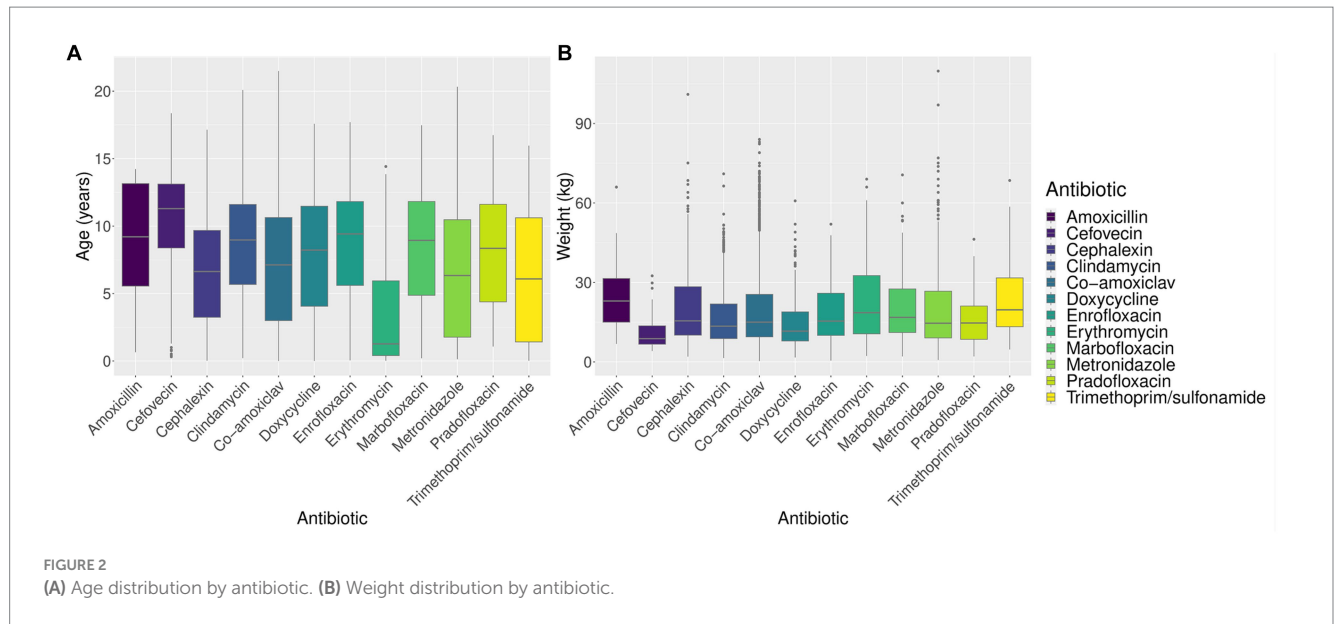 A
B
Age (years)
20
15
10
5
0
Amoxicillin
Cefovecin
Cephalexin
Clindamycin
Co-amoxiclav
Doxycycline
Enrofloxacin
Erythromycin
Marbofloxacin
Metronidazole
Pradofloxacin
Trimethoprim/sulfonamide
Antibiotic
Weight (kg)
90
60
30
0
Amoxicillin
Cefovecin
Cephalexin
Clindamycin
Co-amoxiclav
Doxycycline
Enrofloxacin
Erythromycin
Marbofloxacin
Metronidazole
Pradofloxacin
Trimethoprim/sulfonamide
Antibiotic
Antibiotic
Amoxicillin
Cefovecin
Cephalexin
Clindamycin
Co-amoxiclav
Doxycycline
Enrofloxacin
Erythromycin
Marbofloxacin
Metronidazole
Pradofloxacin
Trimethoprim/sulfonamide
FIGURE 2
(A) Age distribution by antibiotic. (B) Weight distribution by antibiotic.